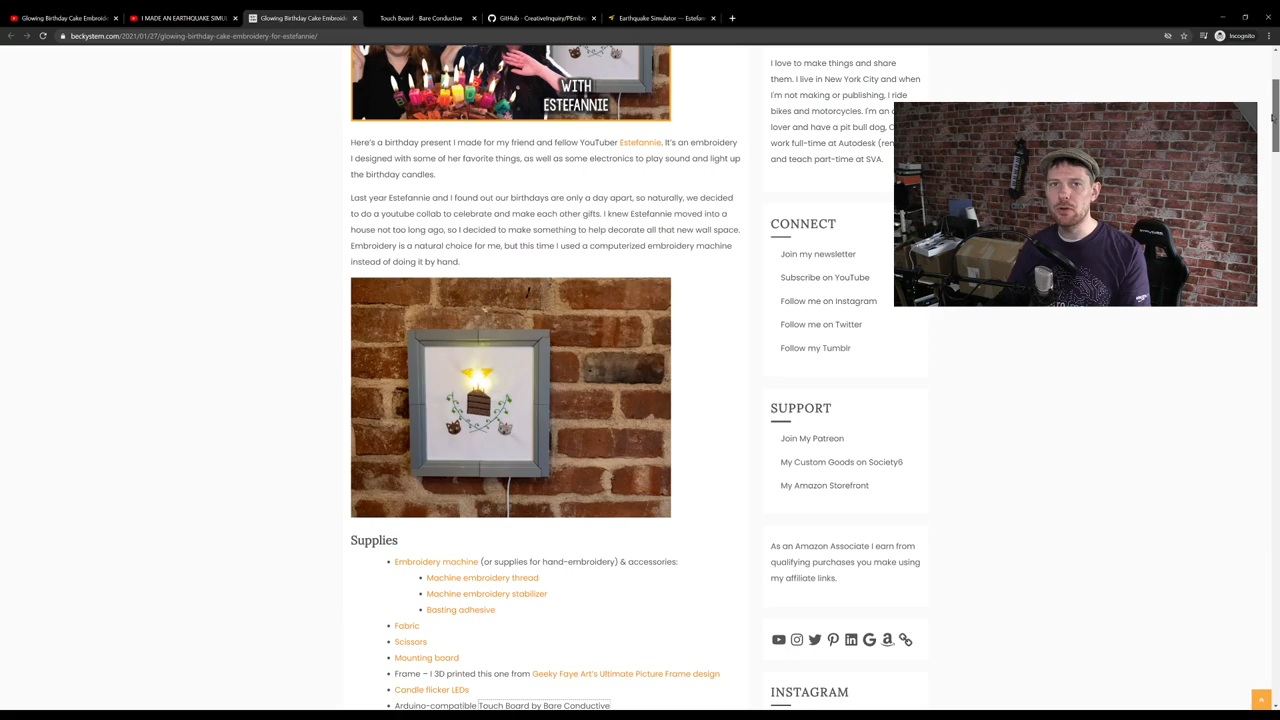 Glowing Birthday Cake Embroide
I MADE AN EARTHQUAKE SIMUL
Glowing Birthday Cake Embroide
Touch Board - Bare Conductive
GitHub - CreativeInquiry/PEmbro
Earthquake Simulator — Estefan
beckystern.com/2021/01/27/glowing-birthday-cake-embroidery-for-estefannie/
Incognito
WITH
ESTEFANNIE
Here's a birthday present I made for my friend and fellow YouTuber Estefannie. It's an embroidery
I designed with some of her favorite things, as well as some electronics to play sound and light up
the birthday candles.
Last year Estefannie and I found out our birthdays are only a day apart, so naturally, we decided
to do a youtube collab to celebrate and make each other gifts. I knew Estefannie moved into a
house not too long ago, so I decided to make something to help decorate all that new wall space.
Embroidery is a natural choice for me, but this time I used a computerized embroidery machine
instead of doing it by hand.
Supplies
• Embroidery machine (or supplies for hand-embroidery) & accessories:
• Machine embroidery thread
• Machine embroidery stabilizer
• Basting adhesive
• Fabric
• Scissors
• Mounting board
• Frame – I 3D printed this one from Geeky Faye Art's Ultimate Picture Frame design
• Candle flicker LEDs
• Arduino-compatible Touch Board by Bare Conductive
I love to make things and share
them. I live in New York City and when
I'm not making or publishing, I ride
bikes and motorcycles. I'm an
lover and have a pit bull dog,
work full-time at Autodesk
and teach part-time at SVA.
CONNECT
Join my newsletter
Subscribe on YouTube
Follow me on Instagram
Follow me on Twitter
Follow my Tumblr
SUPPORT
Join My Patreon
My Custom Goods on Society6
My Amazon Storefront
As an Amazon Associate I earn from
qualifying purchases you make using
my affiliate links.
INSTAGRAM